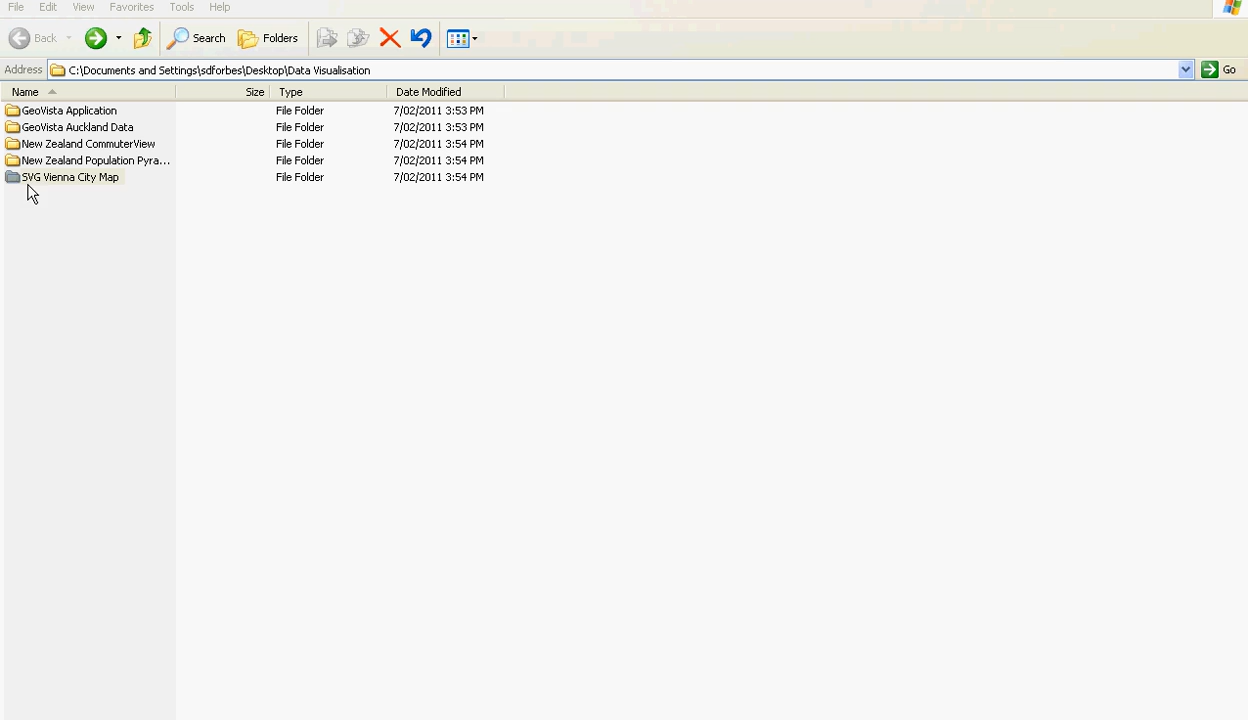 File Edit View Favorites Tools Help
Back Search Folders
Address C:\Documents and Settings\sdforbes\Desktop\Data Visualisation Go
Name Size Type Date Modified
GeoVista Application File Folder 7/02/2011 3:53 PM
GeoVista Auckland Data File Folder 7/02/2011 3:53 PM
New Zealand CommuterView File Folder 7/02/2011 3:54 PM
New Zealand Population Pyra... File Folder 7/02/2011 3:54 PM
SVG Vienna City Map File Folder 7/02/2011 3:54 PM